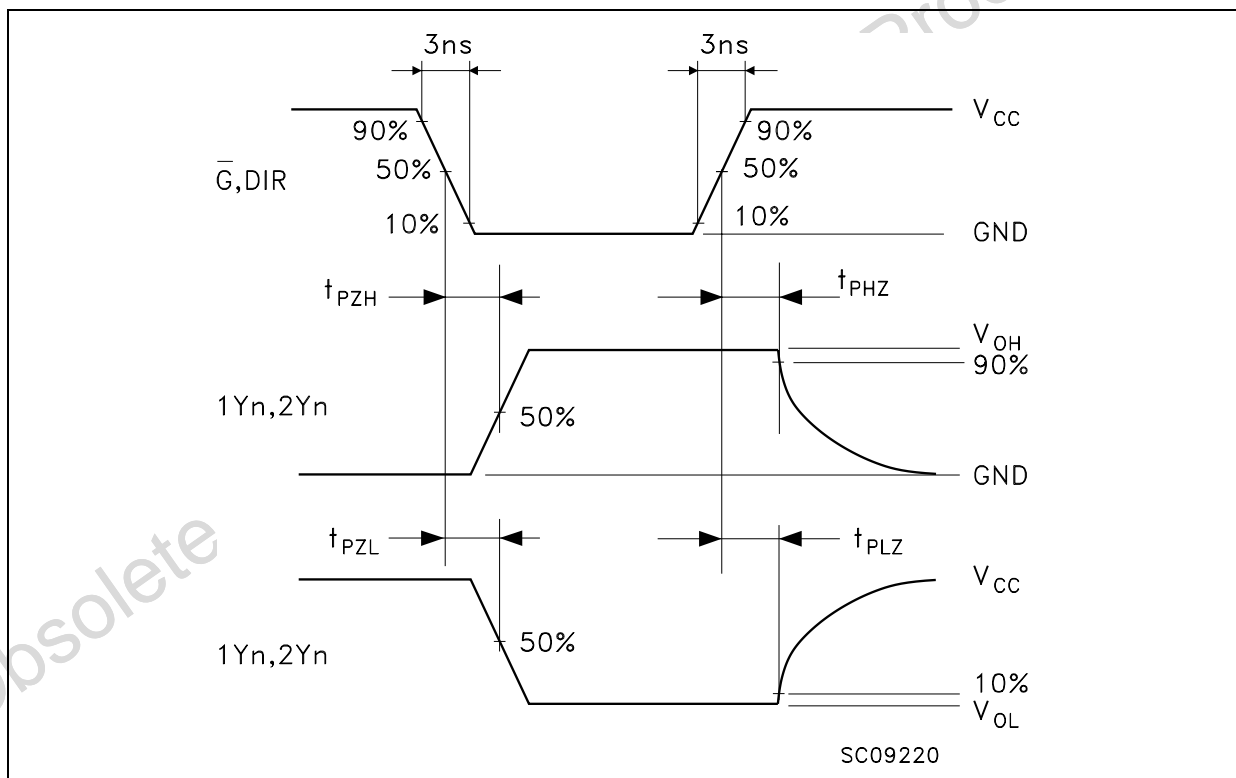 3ns 3ns
V_CC
90% 90%
50% 50%
G̅,DIR
10% 10%
GND
t_PZH t_PHZ
V_OH
90%
1Yn,2Yn
50%
GND
t_PZL t_PLZ
V_CC
50%
1Yn,2Yn
10%
V_OL
SC09220
obsolete